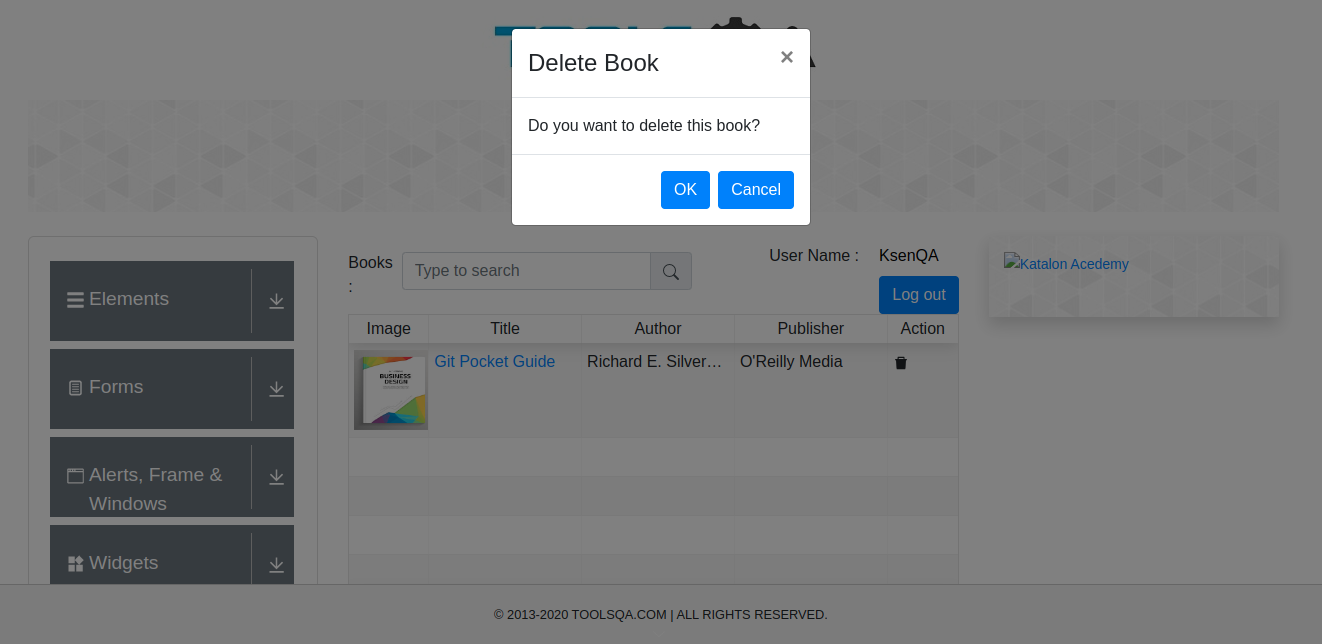 Delete Book ×
Do you want to delete this book?
OK Cancel
Elements
Forms
Alerts, Frame &
Windows
Widgets
Books
:
Type to search
User Name : KsenQA
Log out
Image Title Author Publisher Action
BUSINESS
DESIGN
Git Pocket Guide Richard E. Silver… O'Reilly Media
Katalon Acedemy
© 2013-2020 TOOLSQA.COM | ALL RIGHTS RESERVED.